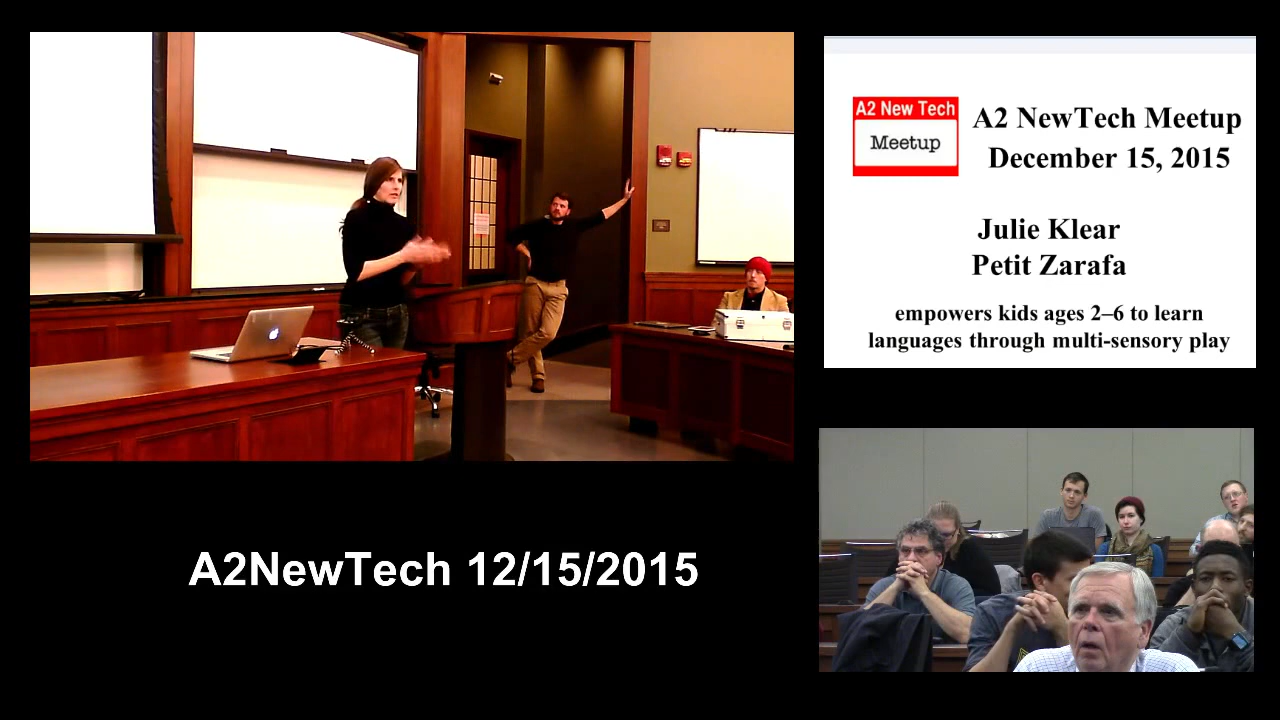 A2 New Tech
Meetup
A2 NewTech Meetup
December 15, 2015
Julie Klear
Petit Zarafa
empowers kids ages 2–6 to learn
languages through multi-sensory play
A2NewTech 12/15/2015